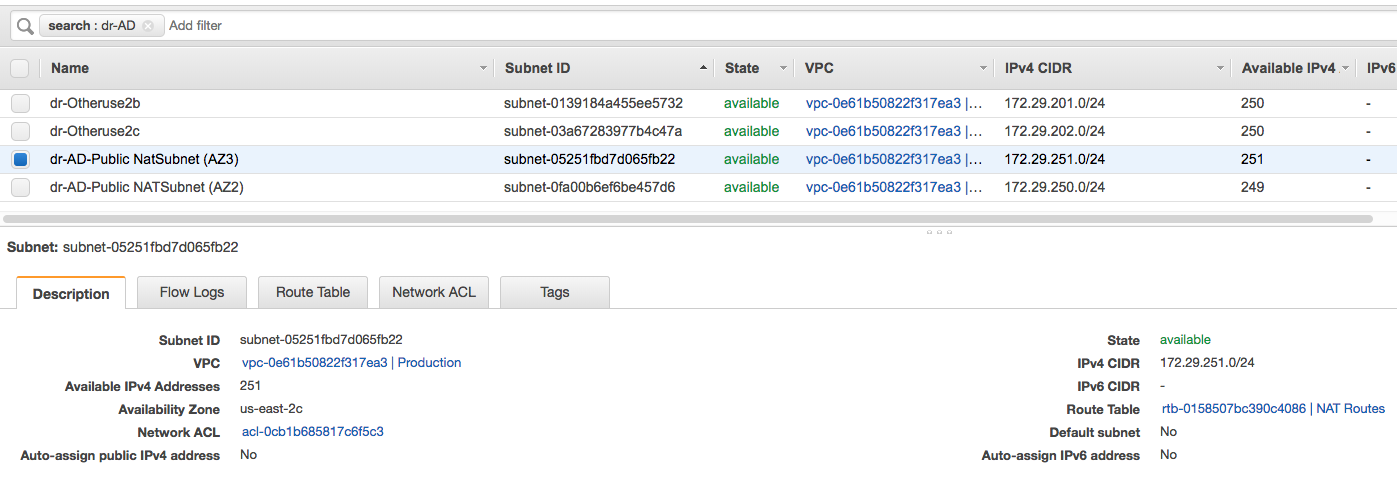 search : dr-AD Add filter
Name Subnet ID State VPC IPv4 CIDR Available IPv4 IPv6
dr-Otheruse2b subnet-0139184a455ee5732 available vpc-0e61b50822f317ea3 |... 172.29.201.0/24 250 -
dr-Otheruse2c subnet-03a67283977b4c47a available vpc-0e61b50822f317ea3 |... 172.29.202.0/24 250 -
dr-AD-Public NatSubnet (AZ3) subnet-05251fbd7d065fb22 available vpc-0e61b50822f317ea3 |... 172.29.251.0/24 251 -
dr-AD-Public NATSubnet (AZ2) subnet-0fa00b6ef6be457d6 available vpc-0e61b50822f317ea3 |... 172.29.250.0/24 249 -
Subnet: subnet-05251fbd7d065fb22
Description Flow Logs Route Table Network ACL Tags
Subnet ID subnet-05251fbd7d065fb22 State available
VPC vpc-0e61b50822f317ea3 | Production IPv4 CIDR 172.29.251.0/24
Available IPv4 Addresses 251 IPv6 CIDR -
Availability Zone us-east-2c Route Table rtb-0158507bc390c4086 | NAT Routes
Network ACL acl-0cb1b685817c6f5c3 Default subnet No
Auto-assign public IPv4 address No Auto-assign IPv6 address No